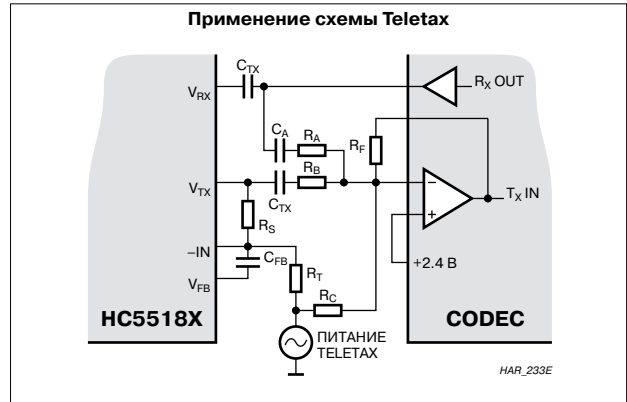 Применение схемы Teletax
CTX
VRX
RX OUT
CA
RA
RF
RB
VTX
CTX
TX IN
RS
–IN
CFB
RT
+2.4 В
VFB
RC
HC5518X
CODEC
ПИТАНИЕ
TELETAX
HAR_233E